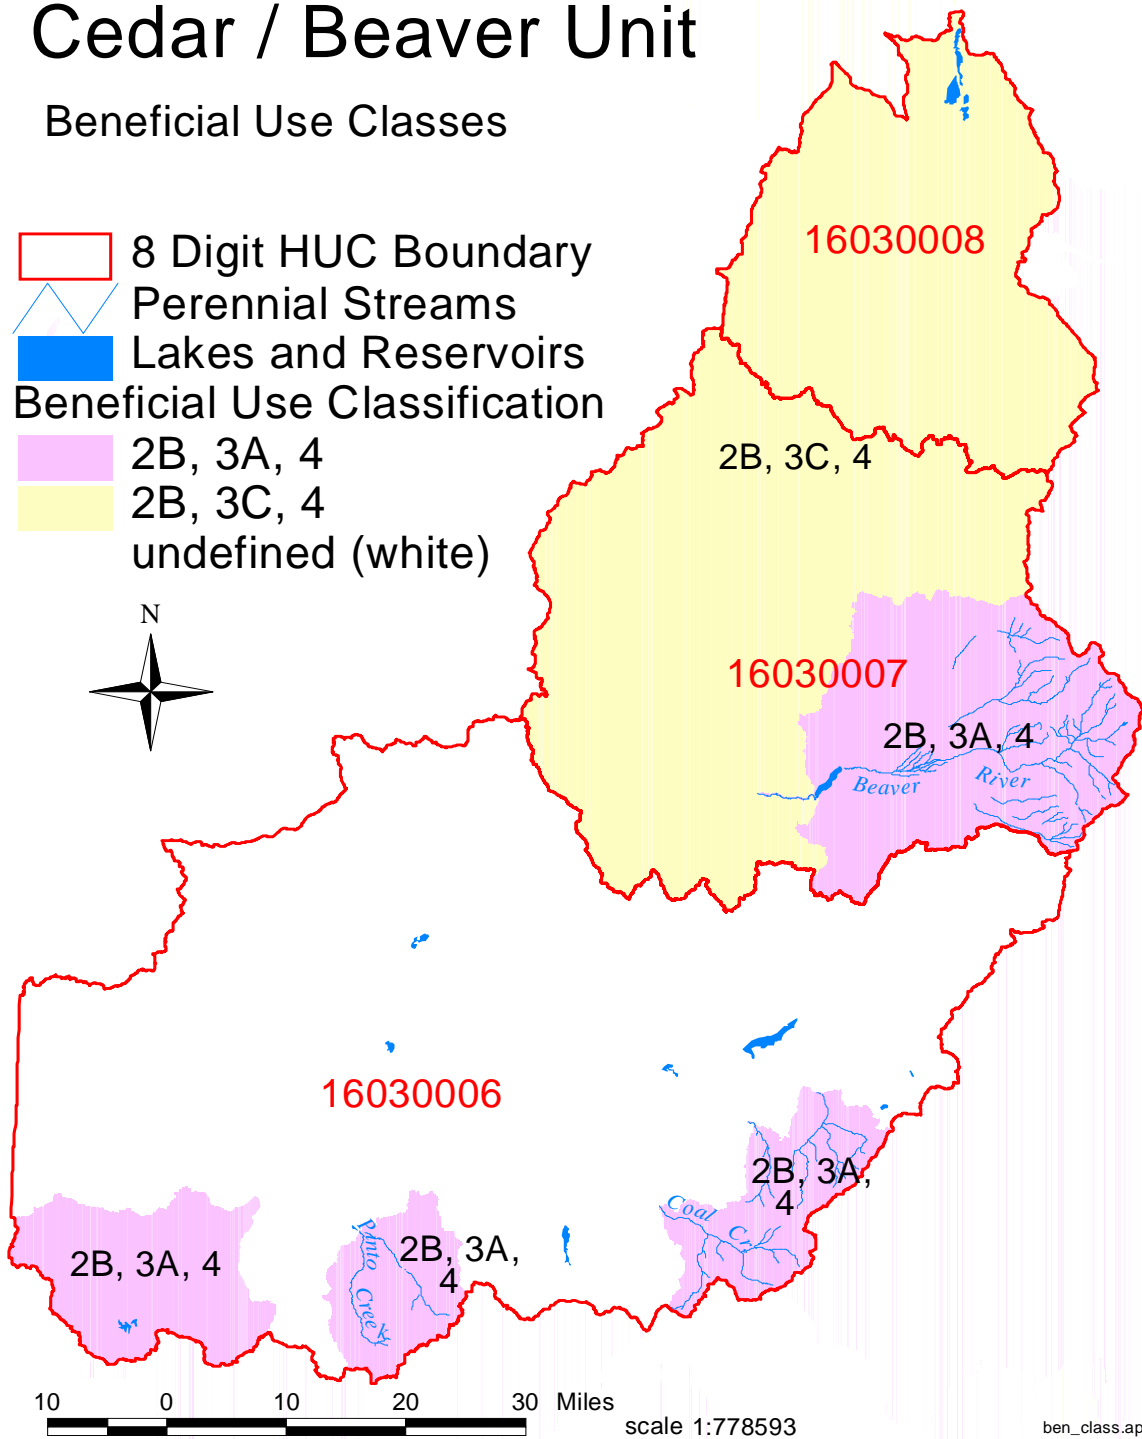 Cedar / Beaver Unit
Beneficial Use Classes
8 Digit HUC Boundary
Perennial Streams
Lakes and Reservoirs
Beneficial Use Classification
2B, 3A, 4
2B, 3C, 4
undefined (white)
N
16030008
2B, 3C, 4
16030007
2B, 3A, 4
Beaver River
16030006
2B, 3A,
4
Coal Cr.
2B, 3A, 4
Pinto Creek
2B, 3A,
4
10 0 10 20 30 Miles
scale 1:778593
ben_class.ap